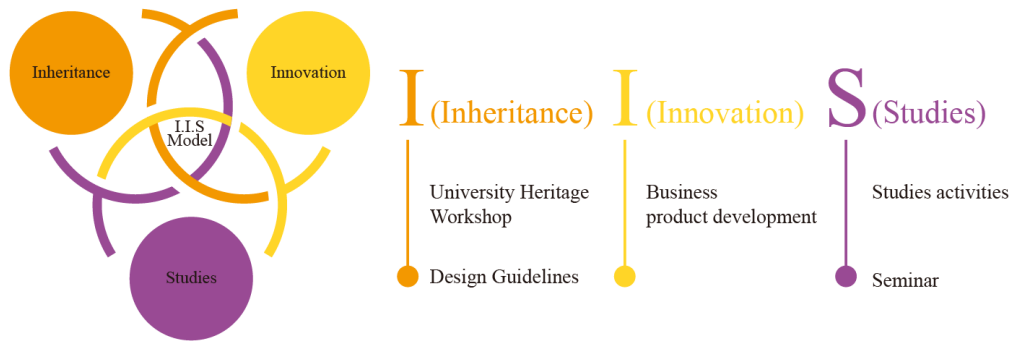 Inheritance
Innovation
I.I.S
Model
Studies
I (Inheritance)
University Heritage
Workshop
Design Guidelines
I (Innovation)
Business
product development
S (Studies)
Studies activities
Seminar